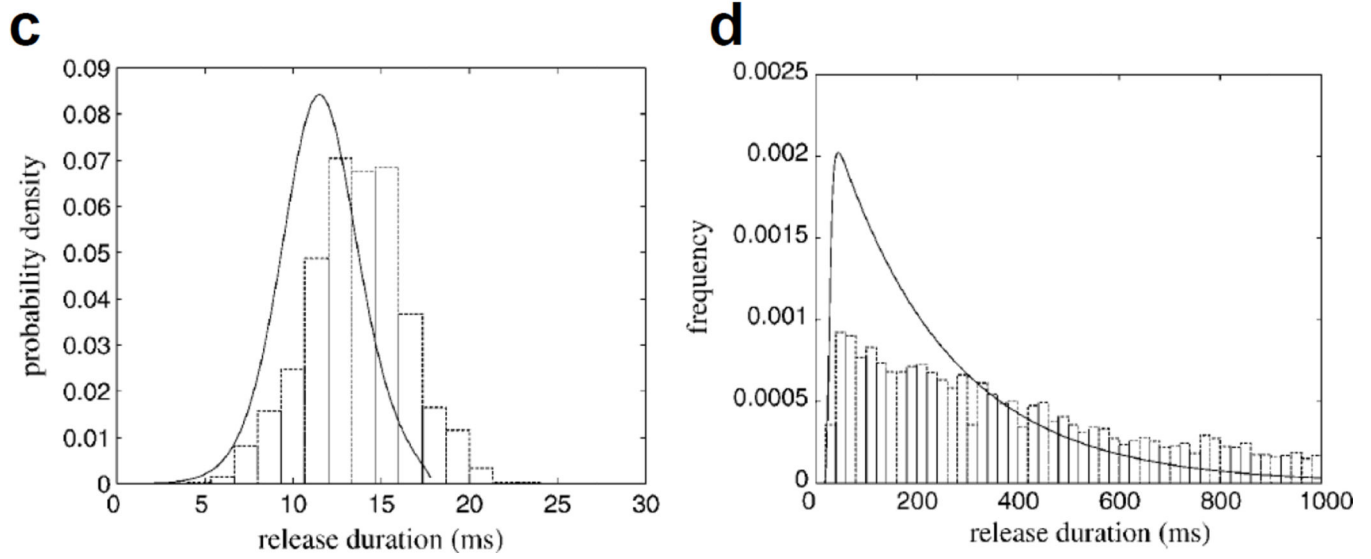 c
0.09
0.08
0.07
0.06
0.05
0.04
0.03
0.02
0.01
0
probability density
0 5 10 15 20 25 30
release duration (ms)
d
0.0025
0.002
0.0015
0.001
0.0005
0
frequency
0 200 400 600 800 1000
release duration (ms)